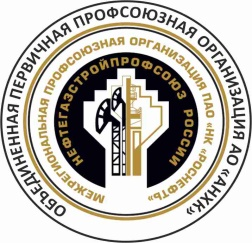 ОБЪЕДИНЕННАЯ ПЕРВИЧНАЯ ПРОФСОЮЗНАЯ ОРГАНИЗАЦИЯ АО «АНХК»
МЕЖРЕГИОНАЛЬНАЯ ПРОФСОЮЗНАЯ ОРГАНИЗАЦИЯ ПАО «НК «РОСНЕФТЬ»
НЕФТЕГАЗСТРОЙПРОФСОЮЗ РОССИИ